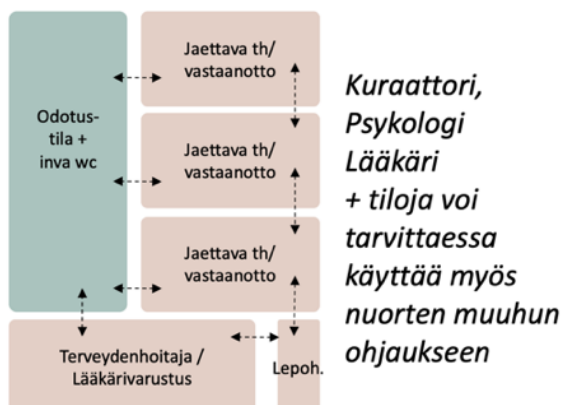 Odotus-
tila +
inva wc
Jaettava th/
vastaanotto
Jaettava th/
vastaanotto
Jaettava th/
vastaanotto
Terveydenhoitaja /
Lääkärivarustus
Lepoh.
Kuraattori,
Psykologi
Lääkäri
+ tiloja voi
tarvittaessa
käyttää myös
nuorten muuhun
ohjaukseen